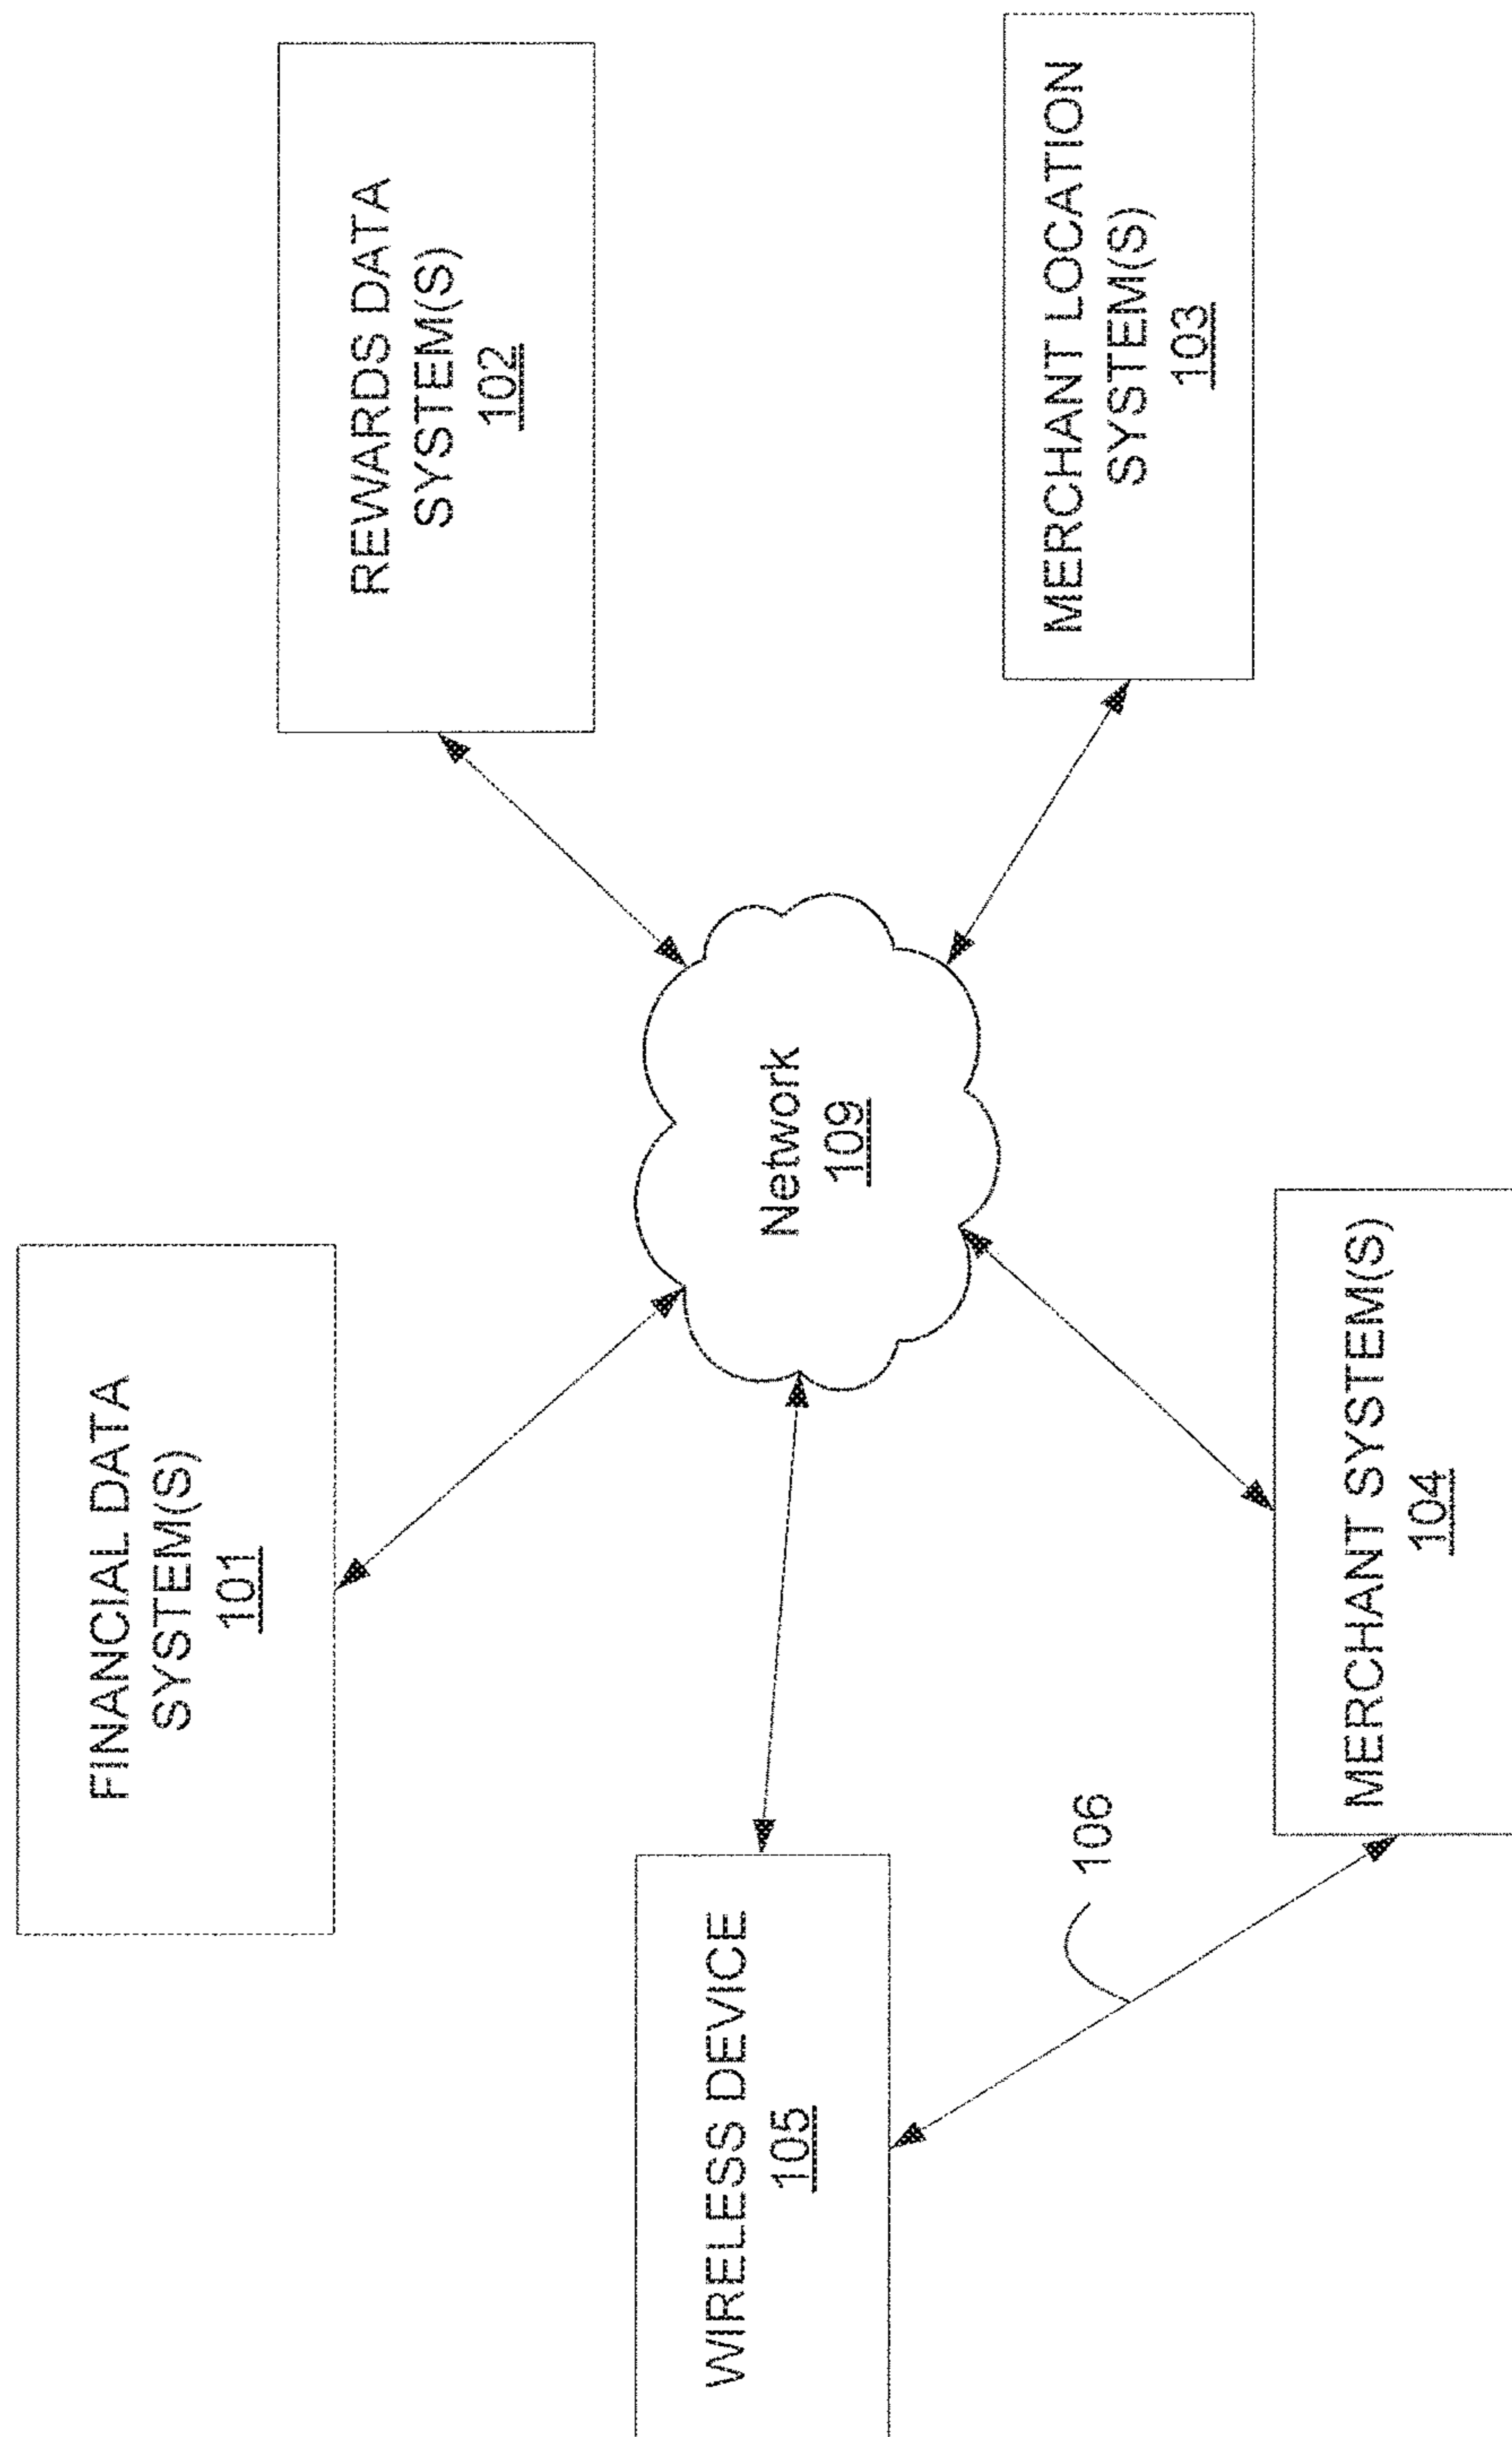 FINANCIAL DATA
SYSTEM(S)
101
REWARDS DATA
SYSTEM(S)
102
WIRELESS DEVICE
105
Network
109
106
MERCHANT LOCATION
SYSTEM(S)
103
MERCHANT SYSTEM(S)
104